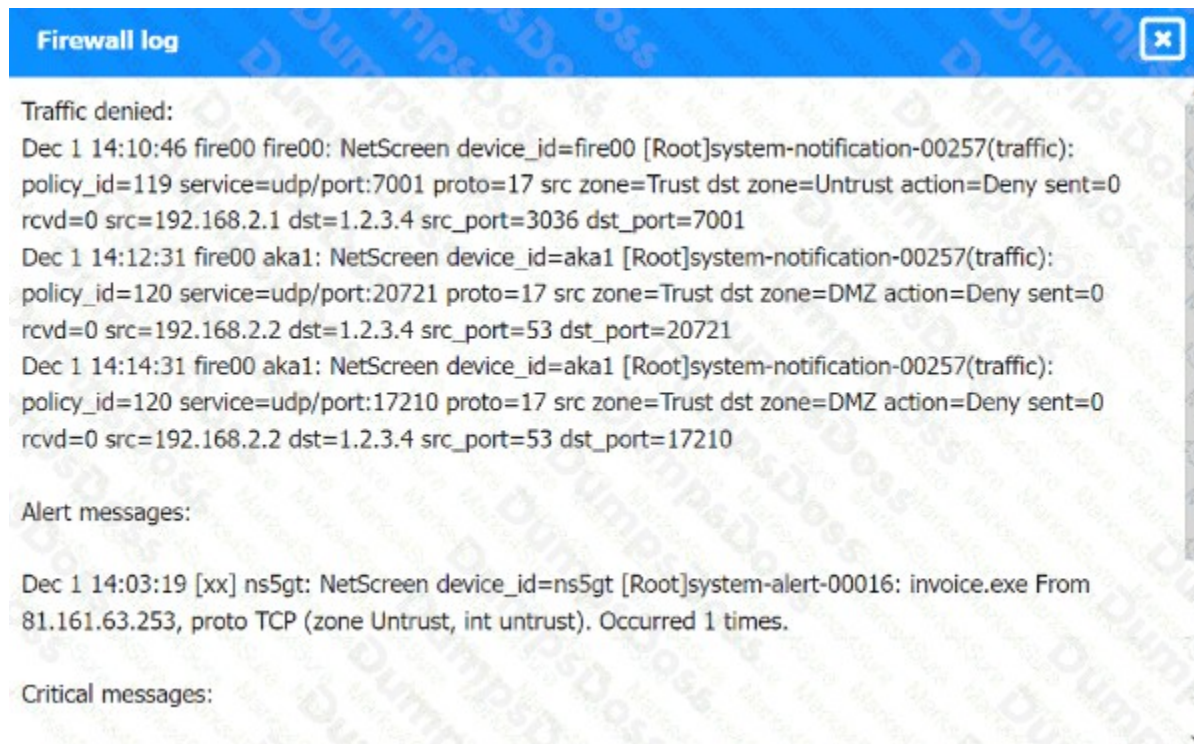 Firewall log
Traffic denied:
Dec 1 14:10:46 fire00 fire00: NetScreen device_id=fire00 [Root]system-notification-00257(traffic):
policy_id=119 service=udp/port:7001 proto=17 src zone=Trust dst zone=Untrust action=Deny sent=0
rcvd=0 src=192.168.2.1 dst=1.2.3.4 src_port=3036 dst_port=7001
Dec 1 14:12:31 fire00 aka1: NetScreen device_id=aka1 [Root]system-notification-00257(traffic):
policy_id=120 service=udp/port:20721 proto=17 src zone=Trust dst zone=DMZ action=Deny sent=0
rcvd=0 src=192.168.2.2 dst=1.2.3.4 src_port=53 dst_port=20721
Dec 1 14:14:31 fire00 aka1: NetScreen device_id=aka1 [Root]system-notification-00257(traffic):
policy_id=120 service=udp/port:17210 proto=17 src zone=Trust dst zone=DMZ action=Deny sent=0
rcvd=0 src=192.168.2.2 dst=1.2.3.4 src_port=53 dst_port=17210
Alert messages:
Dec 1 14:03:19 [xx] ns5gt: NetScreen device_id=ns5gt [Root]system-alert-00016: invoice.exe From
81.161.63.253, proto TCP (zone Untrust, int untrust). Occurred 1 times.
Critical messages: